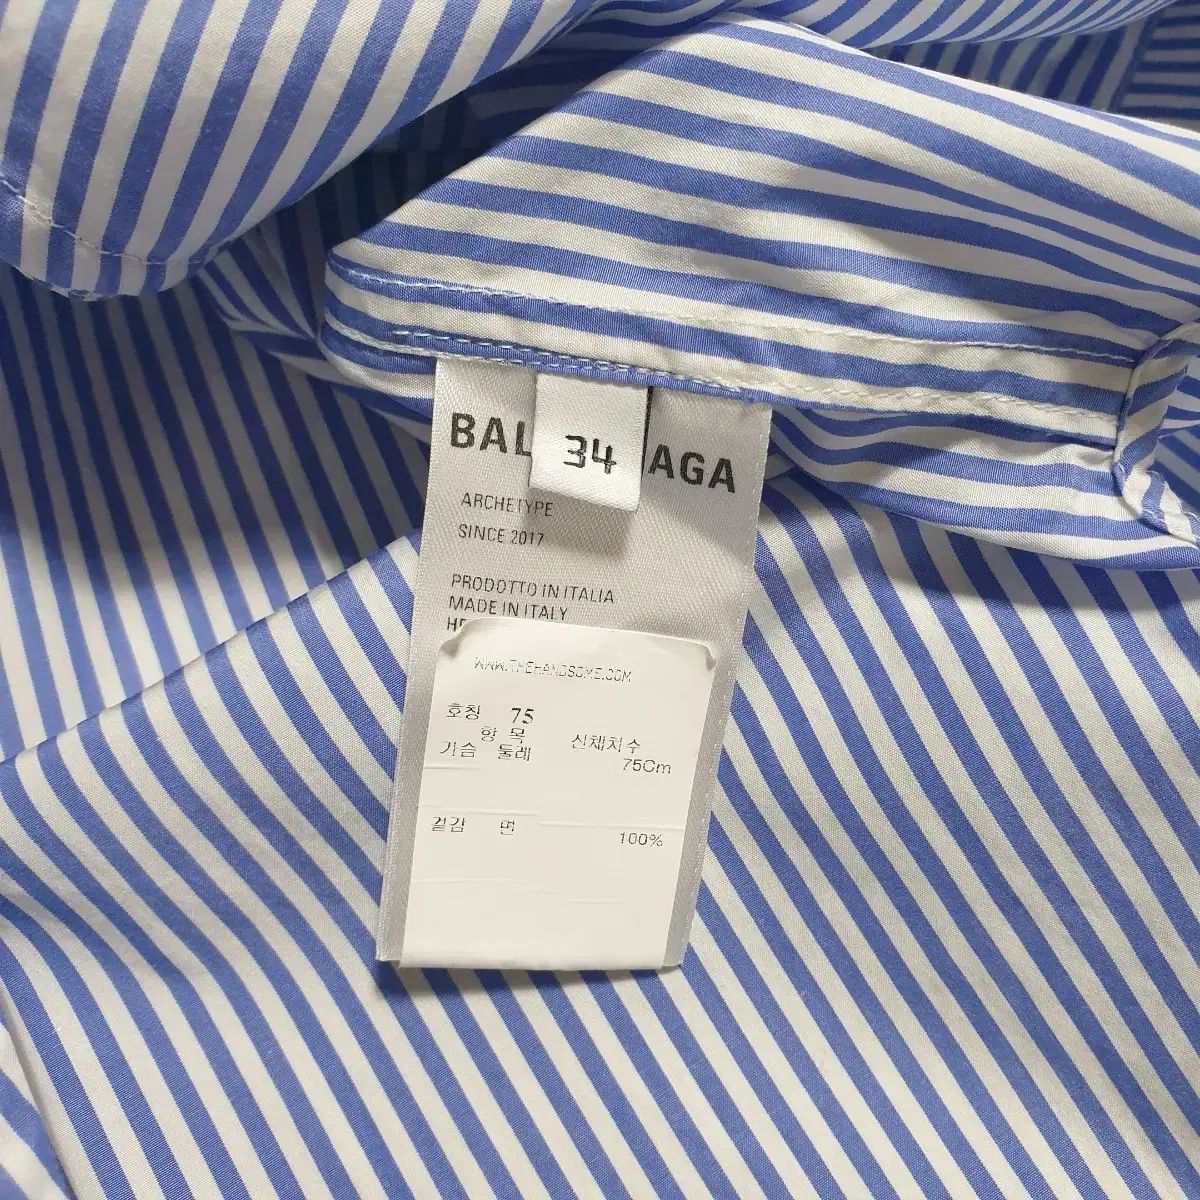 BAL AGA
34
ARCHETYPE
SINCE 2017
PRODOTTO IN ITALIA
MADE IN ITALY
WWW.THEHANDSOME.COM
호칭 75
항 목 신체치수
가슴 둘레 75Cm
겉감 면 100%